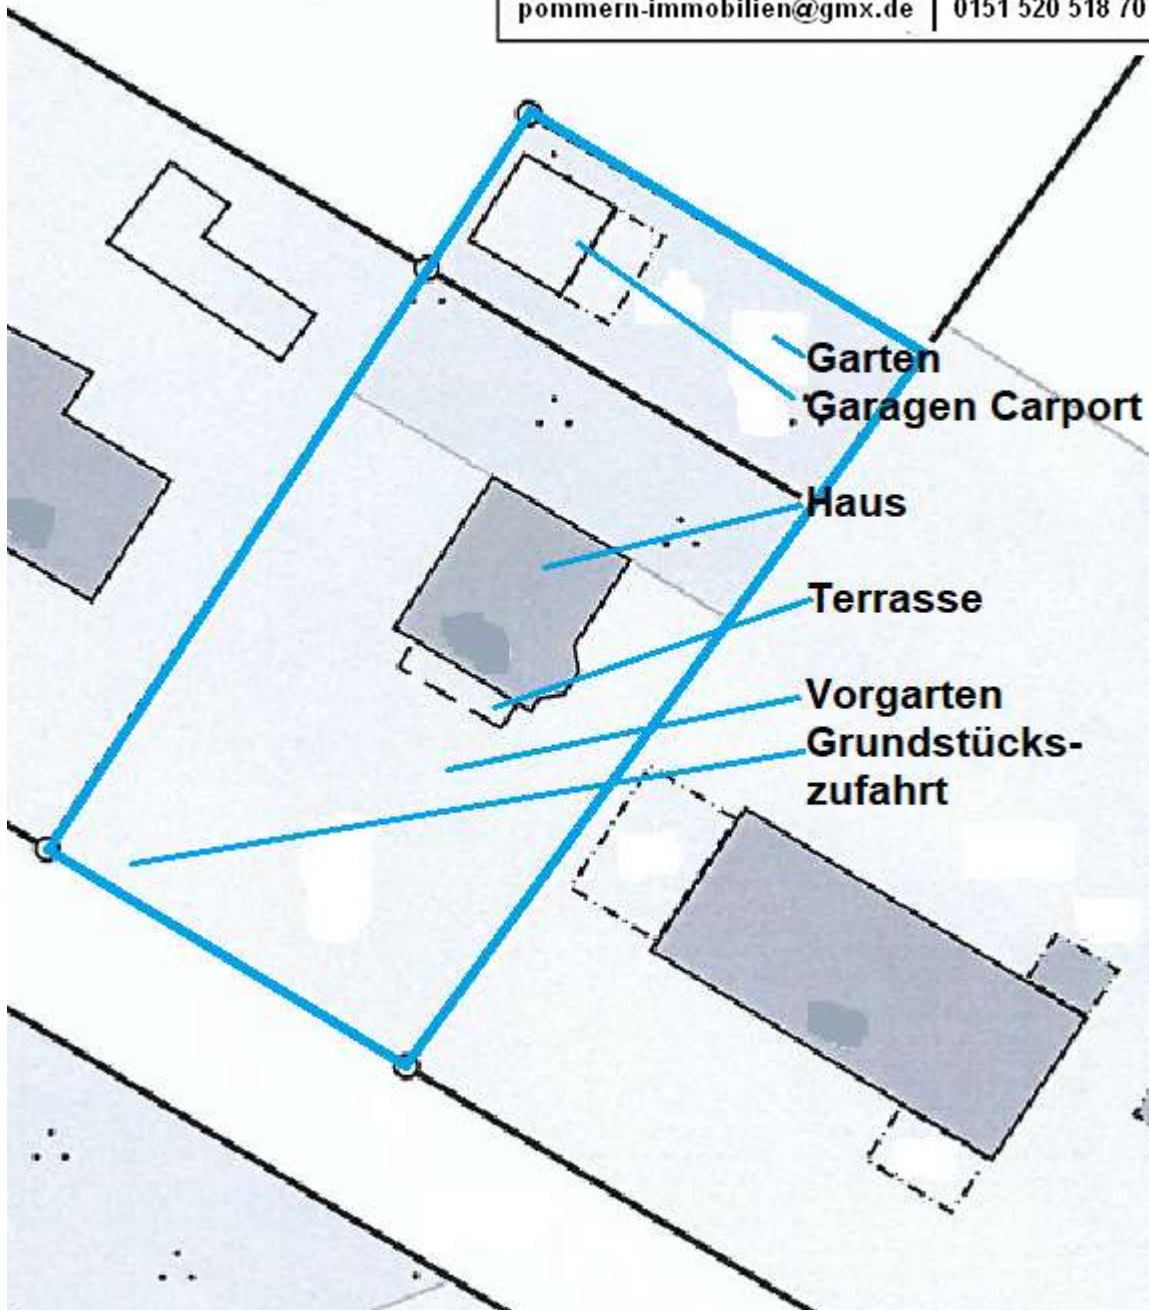 pommern-immobilien@gmx.de | 0151 520 518 70
Garten
Garagen Carport
Haus
Terrasse
Vorgarten
Grundstücks-
zufahrt